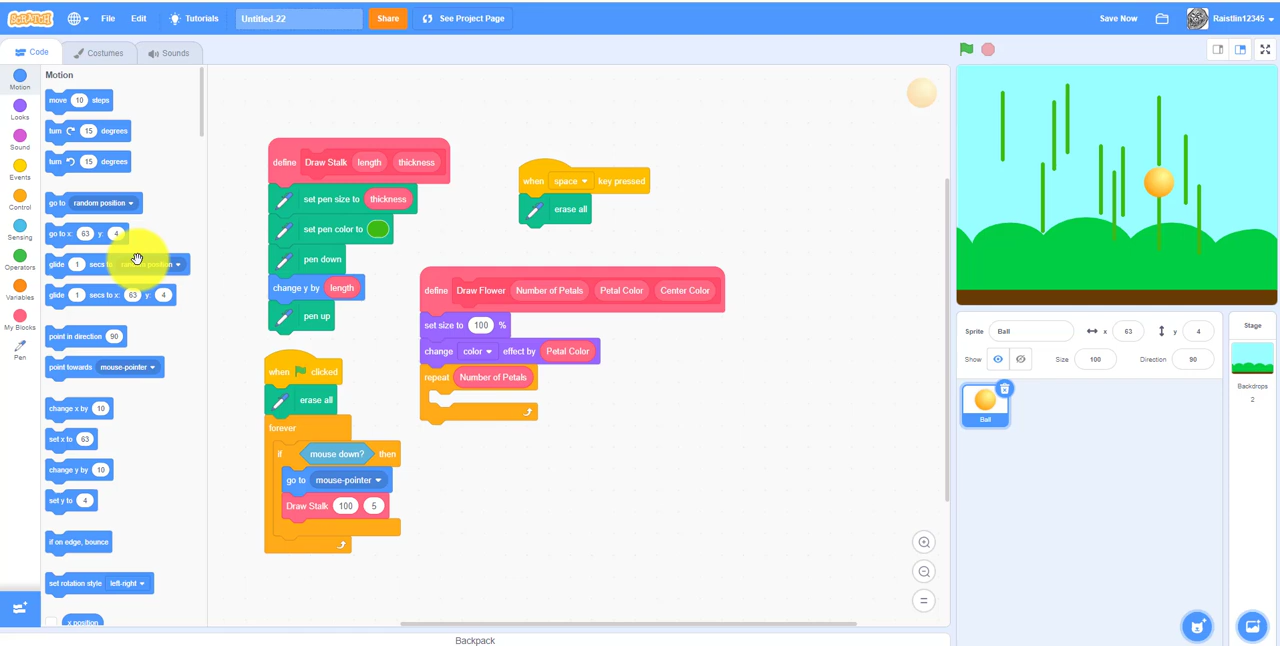 SCRATCH File Edit Tutorials Untitled-22 Share See Project Page Save Now Raistlin12345
Code Costumes Sounds
Motion
Looks
Sound
Events
Control
Sensing
Operators
Variables
My Blocks
Pen
Motion
move 10 steps
turn 15 degrees
turn 15 degrees
go to random position
go to x: 63 y: 4
glide 1 secs to random position
glide 1 secs to x: 63 y: 4
point in direction 90
point towards mouse-pointer
change x by 10
set x to 63
change y by 10
set y to 4
if on edge, bounce
set rotation style left-right
x position
define Draw Stalk length thickness
set pen size to thickness
set pen color to
pen down
change y by length
pen up
when clicked
erase all
forever
if mouse down? then
go to mouse-pointer
Draw Stalk 100 5
when space key pressed
erase all
define Draw Flower Number of Petals Petal Color Center Color
set size to 100 %
change color effect by Petal Color
repeat Number of Petals
Backpack
Sprite Ball x 63 y 4
Show Size 100 Direction 90
Ball
Stage
Backdrops
2